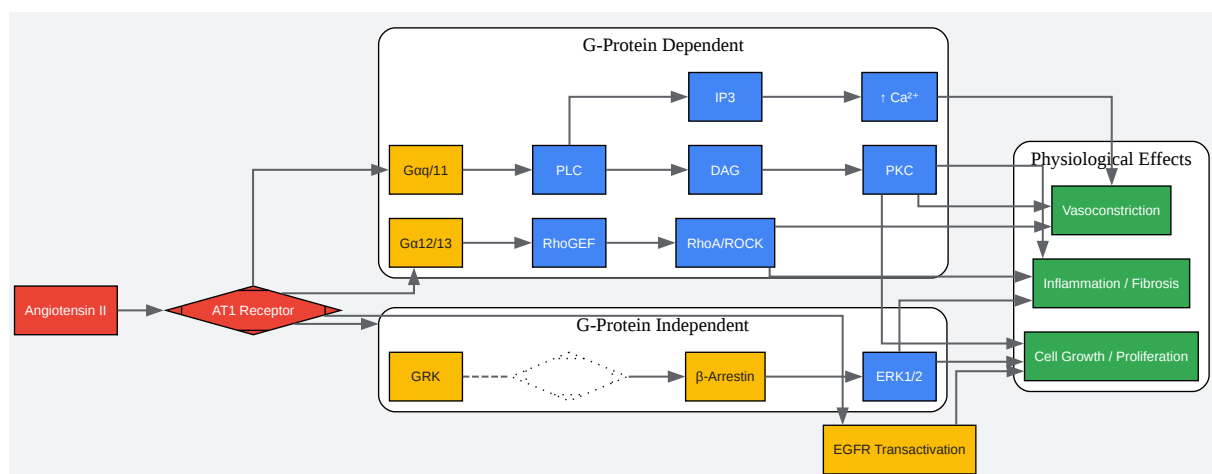 G-Protein Dependent
IP3
↑ Ca²⁺
Gαq/11
PLC
DAG
PKC
Gα12/13
RhoGEF
RhoA/ROCK
Physiological Effects
Vasoconstriction
Inflammation / Fibrosis
Cell Growth / Proliferation
Angiotensin II
AT1 Receptor
G-Protein Independent
GRK
β-Arrestin
ERK1/2
EGFR Transactivation